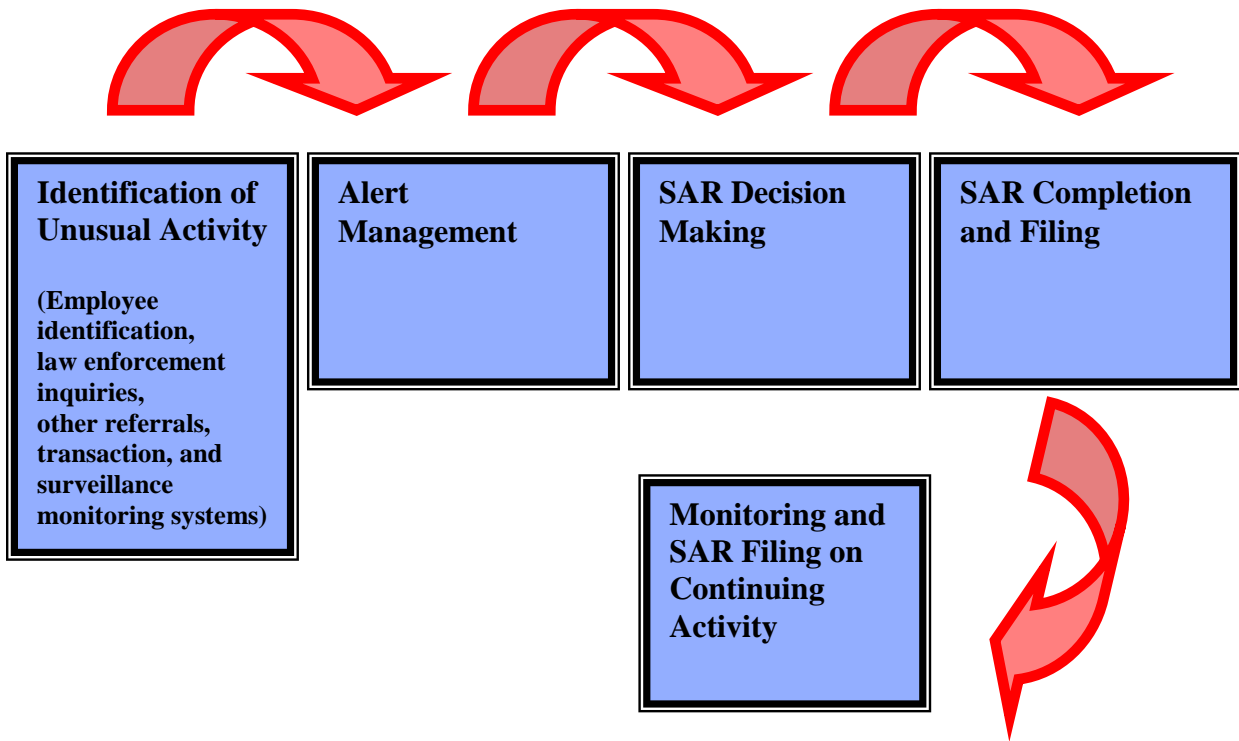 Identification of
Unusual Activity
(Employee
identification,
law enforcement
inquiries,
other referrals,
transaction, and
surveillance
monitoring systems)
Alert
Management
SAR Decision
Making
SAR Completion
and Filing
Monitoring and
SAR Filing on
Continuing
Activity